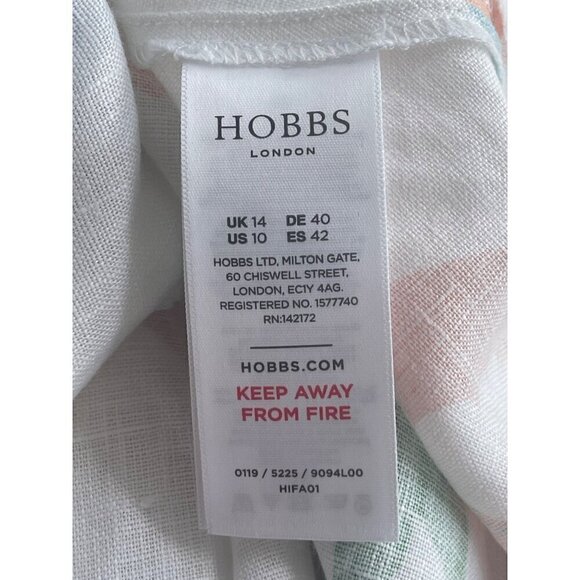 HOBBS
LONDON
UK 14 DE 40
US 10 ES 42
HOBBS LTD, MILTON GATE,
60 CHISWELL STREET,
LONDON, EC1Y 4AG.
REGISTERED NO. 1577740
RN:142172
HOBBS.COM
KEEP AWAY
FROM FIRE
0119 / 5225 / 9094L00
HIFA01